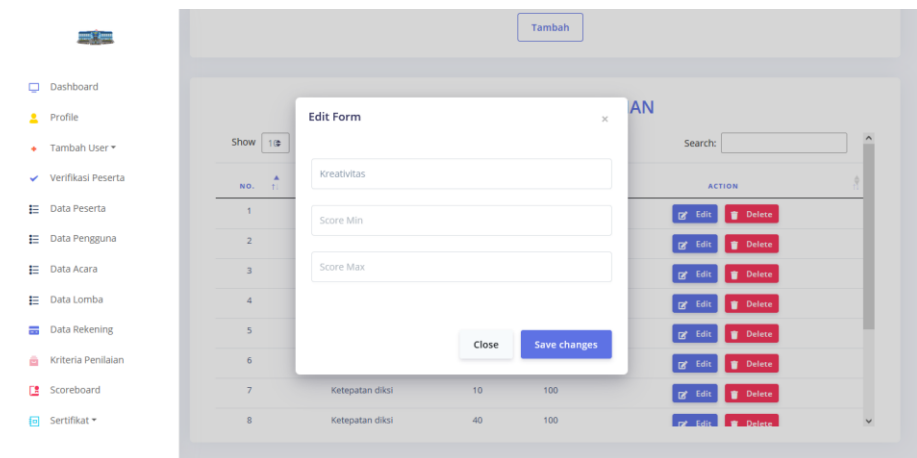 Tambah
Dashboard
Profile
Tambah User
Verifikasi Peserta
Data Peserta
Data Pengguna
Data Acara
Data Lomba
Data Rekening
Kriteria Penilaian
Scoreboard
Sertifikat
AN
Show 10
Search:
NO. ACTION
1 Edit Delete
2 Edit Delete
3 Edit Delete
4 Edit Delete
5 Edit Delete
6 Edit Delete
7 Ketepatan diksi 10 100 Edit Delete
8 Ketepatan diksi 40 100 Edit Delete
Edit Form ×
Kreativitas
Score Min
Score Max
Close Save changes